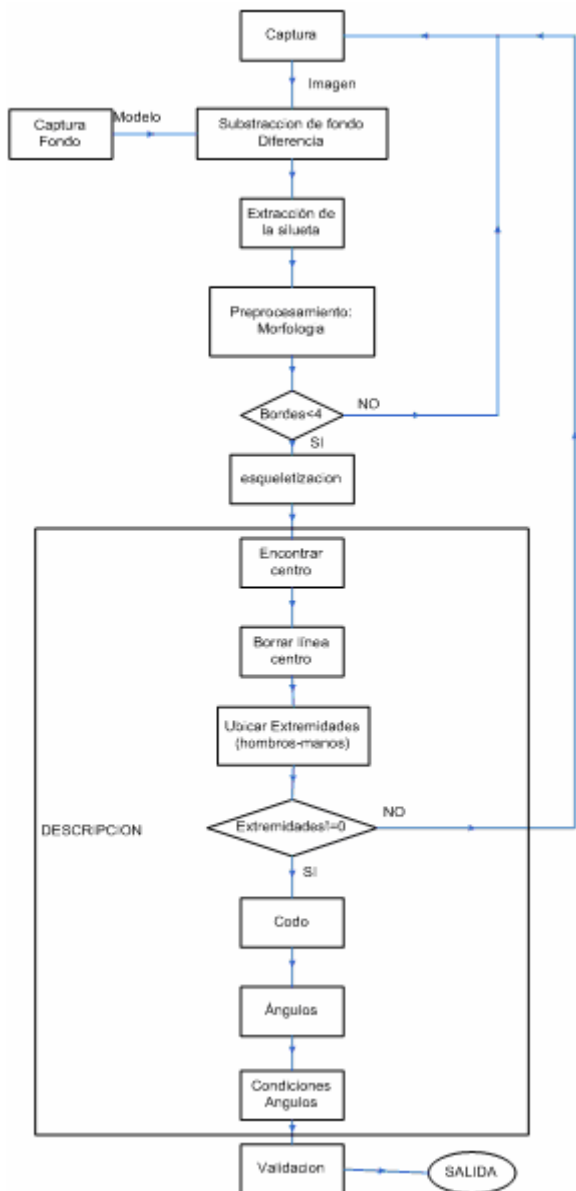 Captura
Imagen
Modelo
Captura
Fondo
Substraccion de fondo
Diferencia
Extracción de
la silueta
Preprocesamiento:
Morfologia
Bordes<4
NO
SI
esqueletizacion
Encontrar
centro
Borrar línea
centro
Ubicar Extremidades
(hombros-manos)
Extremidades!=0
NO
DESCRIPCION
SI
Codo
Ángulos
Condiciones
Angulos
Validacion
SALIDA